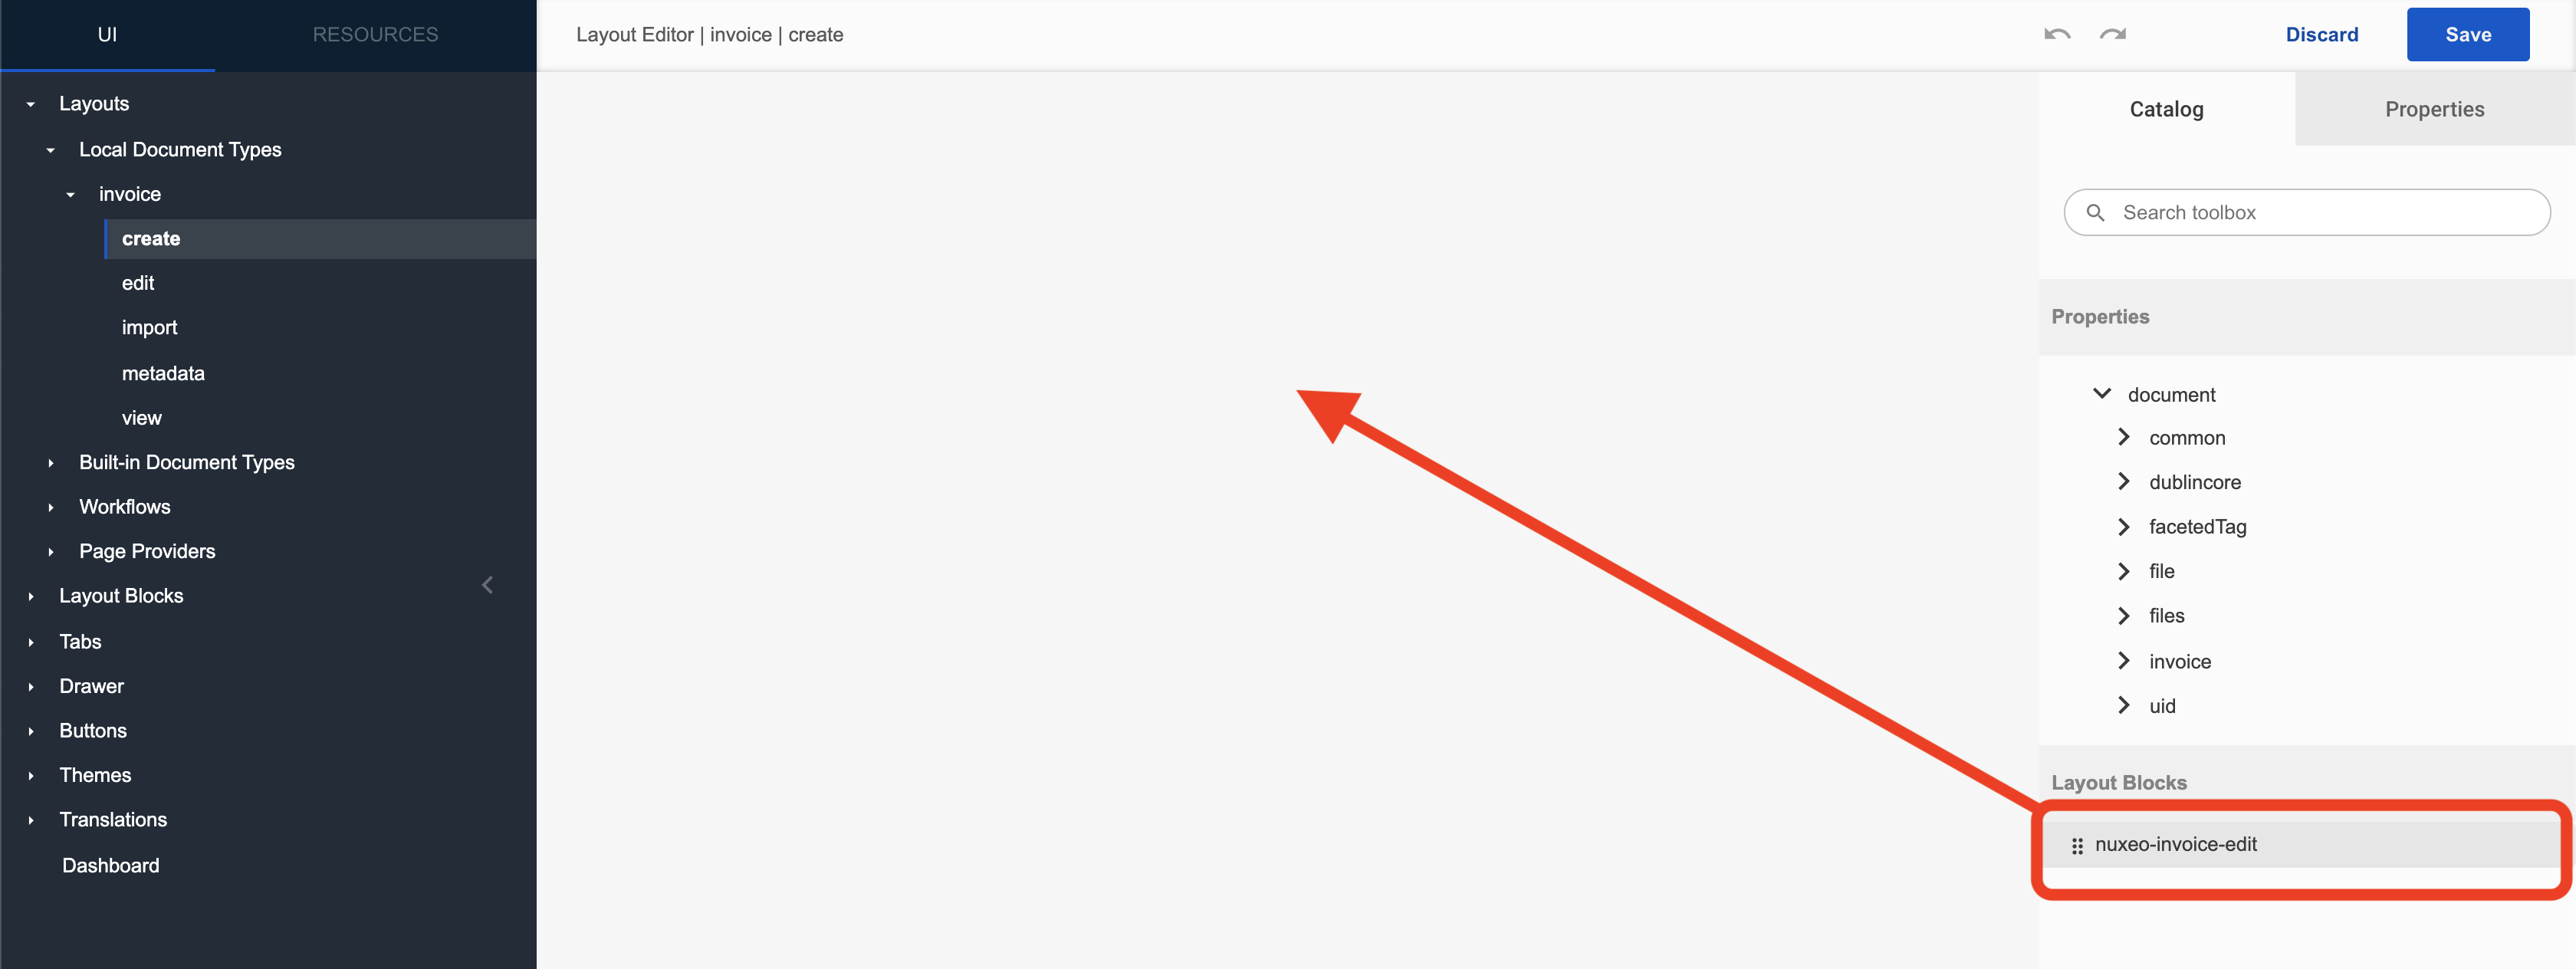 UI
RESOURCES
Layout Editor | invoice | create
Discard
Save
Layouts
Local Document Types
invoice
create
edit
import
metadata
view
Built-in Document Types
Workflows
Page Providers
Layout Blocks
Tabs
Drawer
Buttons
Themes
Translations
Dashboard
Catalog
Properties
Search toolbox
Properties
document
common
dublincore
facetedTag
file
files
invoice
uid
Layout Blocks
nuxeo-invoice-edit